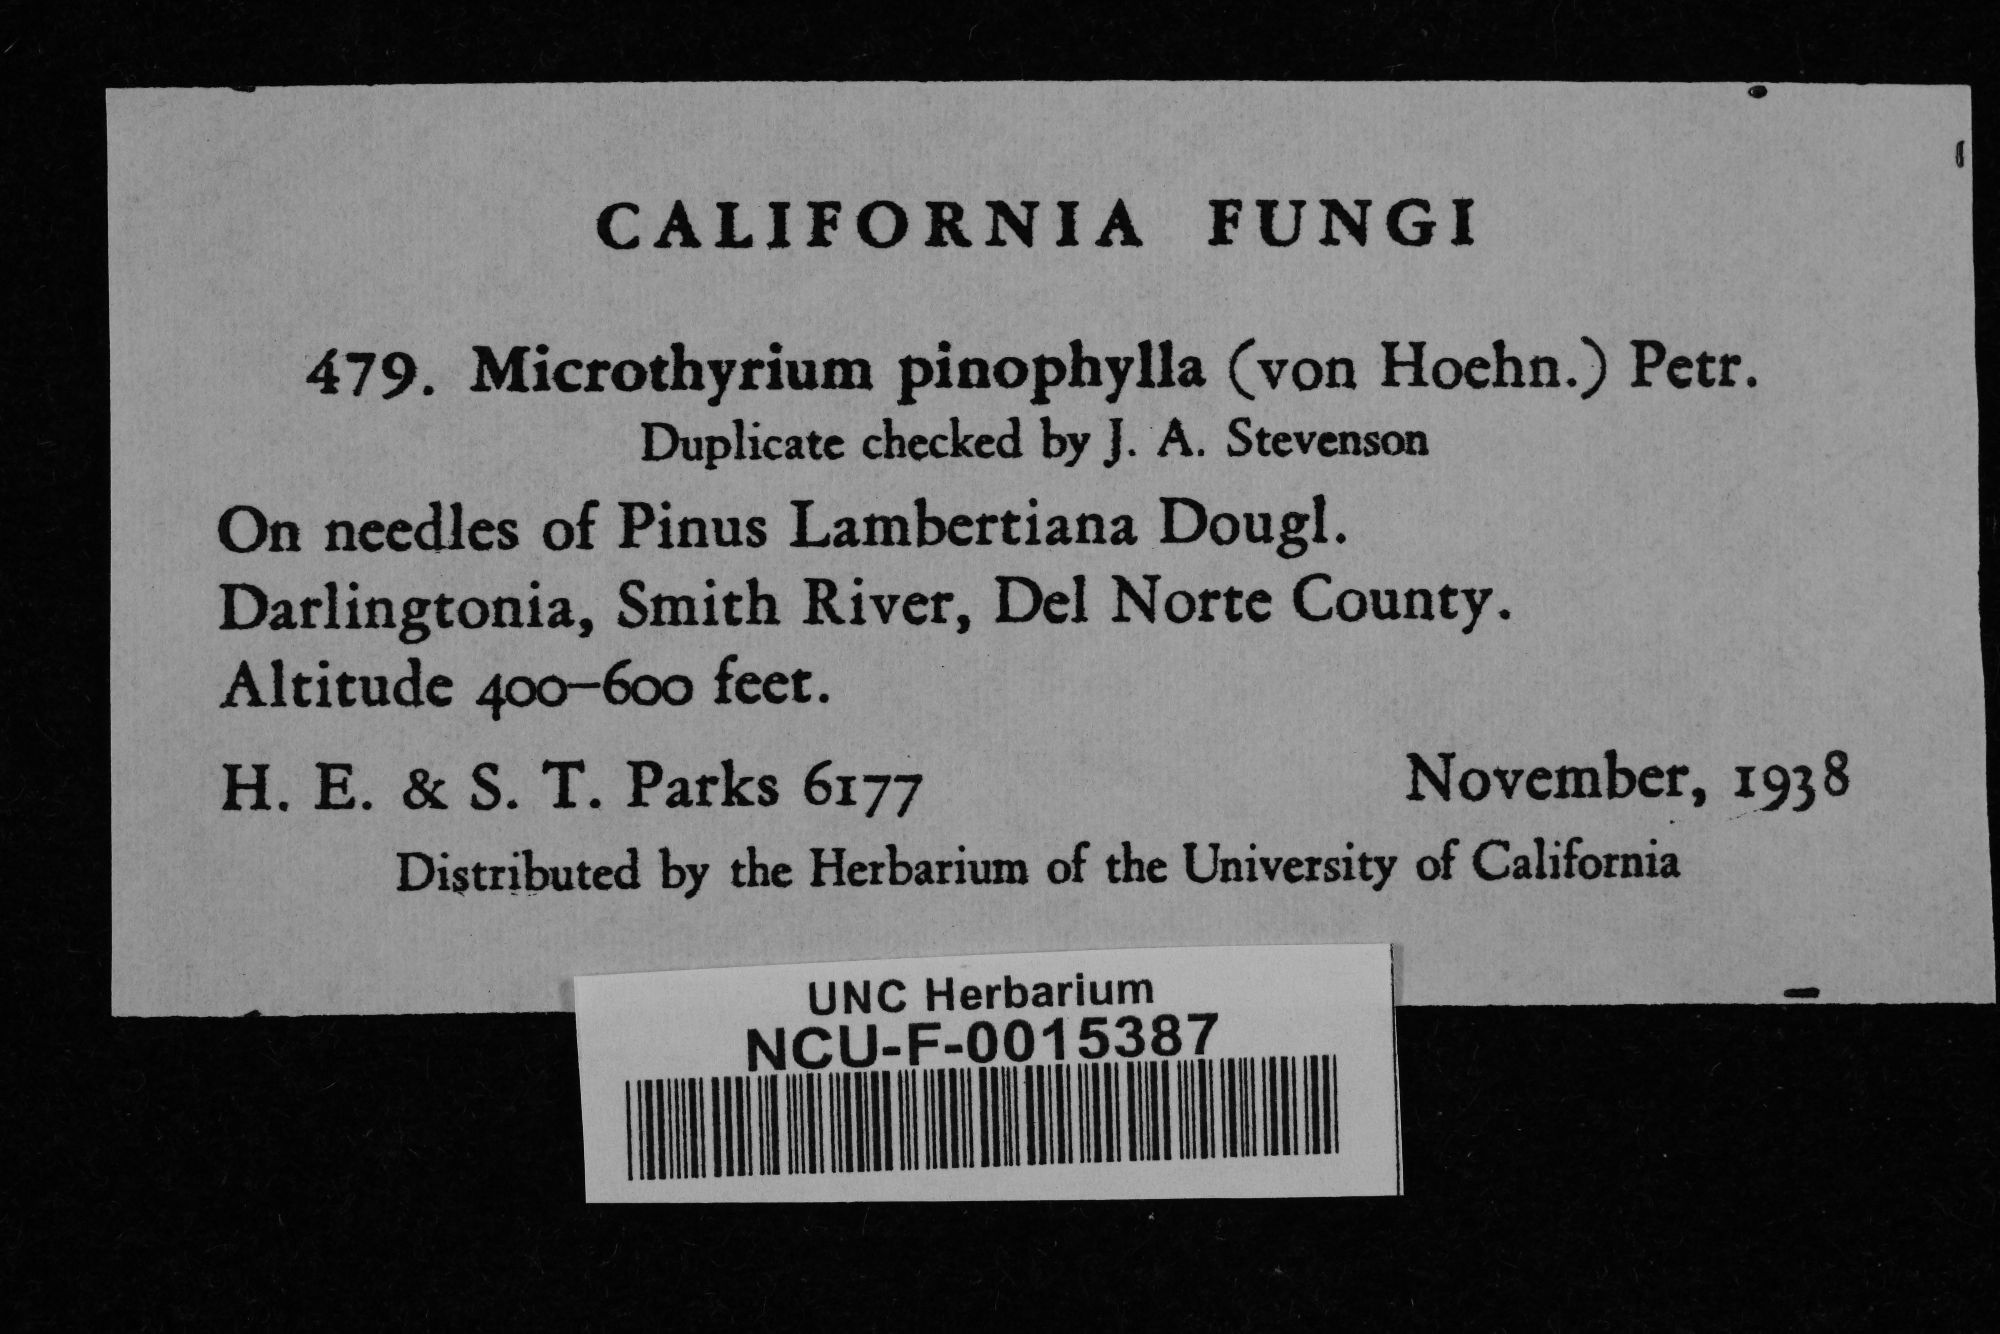 CALIFORNIA FUNGI
479. Microthyrium pinophylla (von Hoehn.) Petr.
Duplicate checked by J. A. Stevenson
On needles of Pinus Lambertiana Dougl.
Darlingtonia, Smith River, Del Norte County.
Altitude 400–600 feet.
H. E. & S. T. Parks 6177 November, 1938
Distributed by the Herbarium of the University of California
UNC Herbarium
NCU-F-0015387